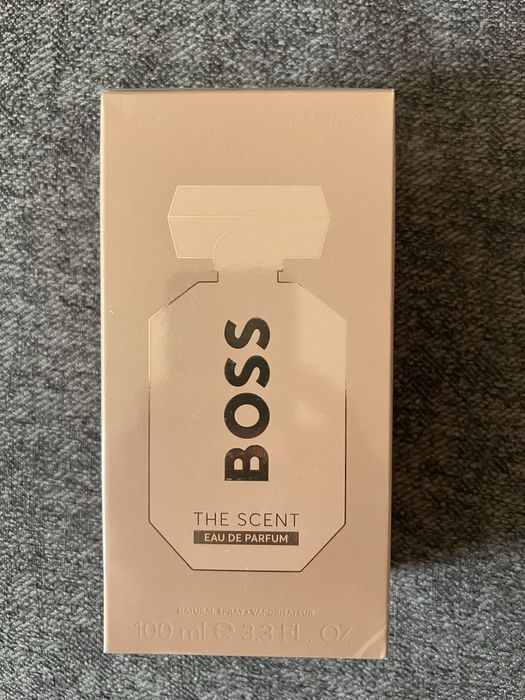 BOSS
THE SCENT
EAU DE PARFUM
NATURAL SPRAY • VAPORISATEUR
100 ml ℮ 3.3 FL. OZ.